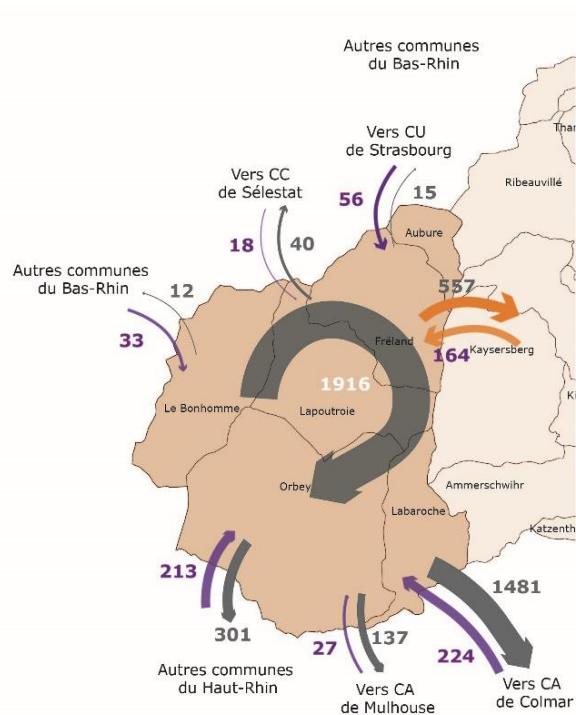 Autres communes
du Bas-Rhin
Vers CU
de Strasbourg
Vers CC
de Sélestat
Ribeauvillé
56
15
Aubure
18
40
Autres communes
du Bas-Rhin
12
33
557
Fréland
164
Kaysersberg
1916
Le Bonhomme
Lapoutroie
Orbey
Ammerschwihr
Labaroche
Katzenth
213
301
1481
27
137
224
Autres communes
du Haut-Rhin
Vers CA
de Mulhouse
Vers CA
de Colmar